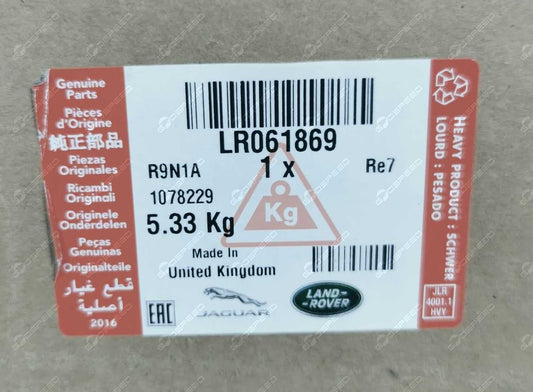 Genuine
Parts
Pièces
d'Origine
純正部品
Piezas
Originales
Ricambi
Originali
Originele
Onderdelen
Peças
Genuinas
Originalteile
قطع غيار
أصلية
2016
LR061869
1 x
R9N1A
Re7
1078229
Kg
5.33 Kg
Made In
United Kingdom
EAC
JAGUAR
LAND-
ROVER
HEAVY PRODUCT : SCHWER
LOURD : PESADO
JLR
4001.1
HVY